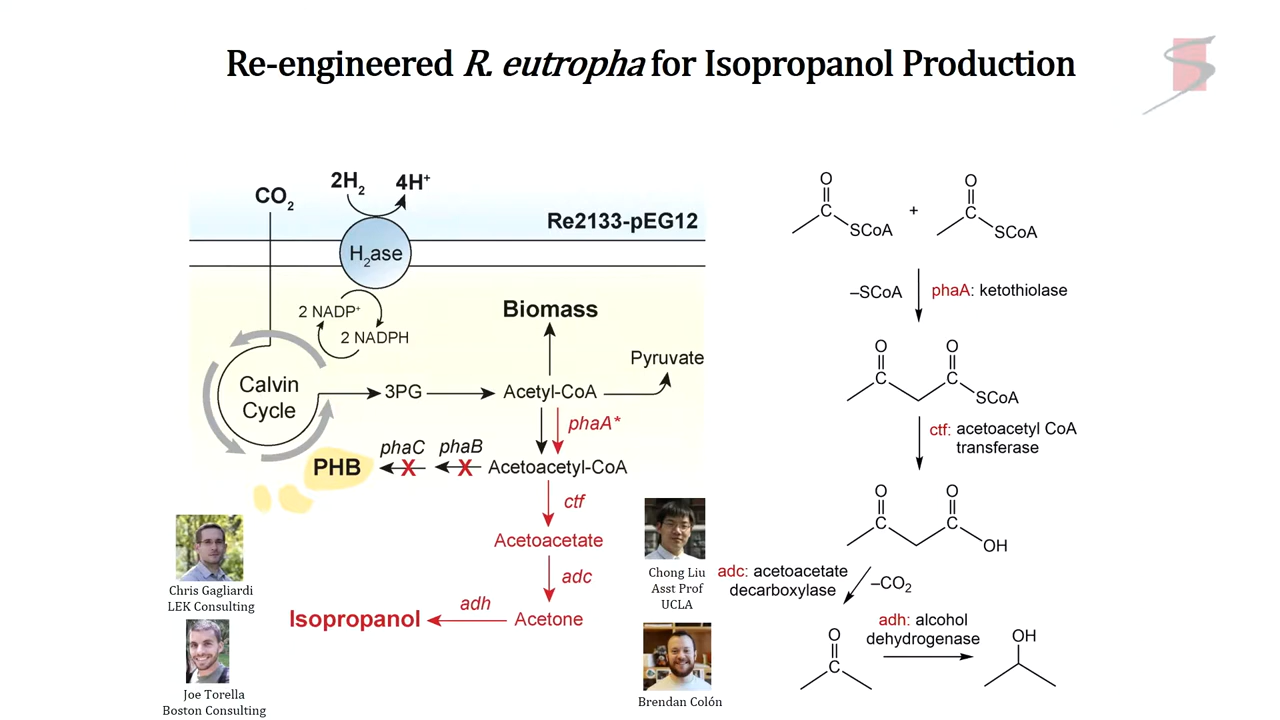 Re-engineered R. eutropha for Isopropanol Production
CO2
2H2
4H+
Re2133-pEG12
H2ase
2 NADP+
2 NADPH
Biomass
Pyruvate
Calvin
Cycle
3PG
Acetyl-CoA
phaA*
phaC
phaB
PHB
X
X
Acetoacetyl-CoA
ctf
Acetoacetate
adc
Isopropanol
adh
Acetone
Chris Gagliardi
LEK Consulting
Joe Torella
Boston Consulting
Chong Liu
Asst Prof
UCLA
Brendan Colón
O
C
SCoA
+
O
C
SCoA
–SCoA
phaA: ketothiolase
O
C
O
C
SCoA
ctf: acetoacetyl CoA
transferase
O
C
O
C
OH
adc: acetoacetate
decarboxylase
–CO2
adh: alcohol
dehydrogenase
O
C
OH